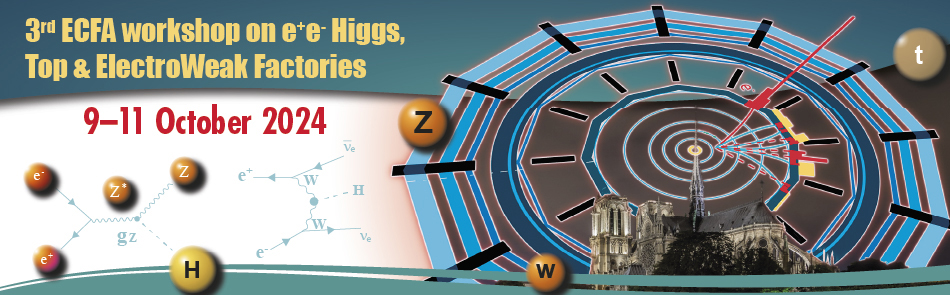 3rd ECFA workshop on e+e- Higgs,
Top & ElectroWeak Factories
9–11 October 2024
e-
Z*
Z
gz
e+
H
e+
W
νe
H
W
e-
νe
Z
t
W
e